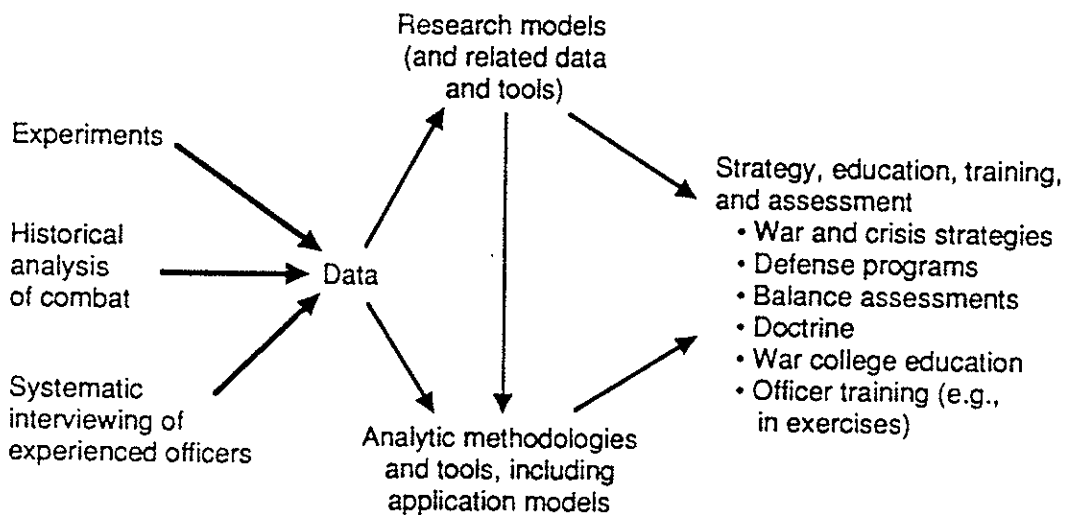 Research models
(and related data
and tools)
Experiments
Historical
analysis
of combat
Systematic
interviewing of
experienced officers
Data
Analytic methodologies
and tools, including
application models
Strategy, education, training,
and assessment
• War and crisis strategies
• Defense programs
• Balance assessments
• Doctrine
• War college education
• Officer training (e.g.,
in exercises)